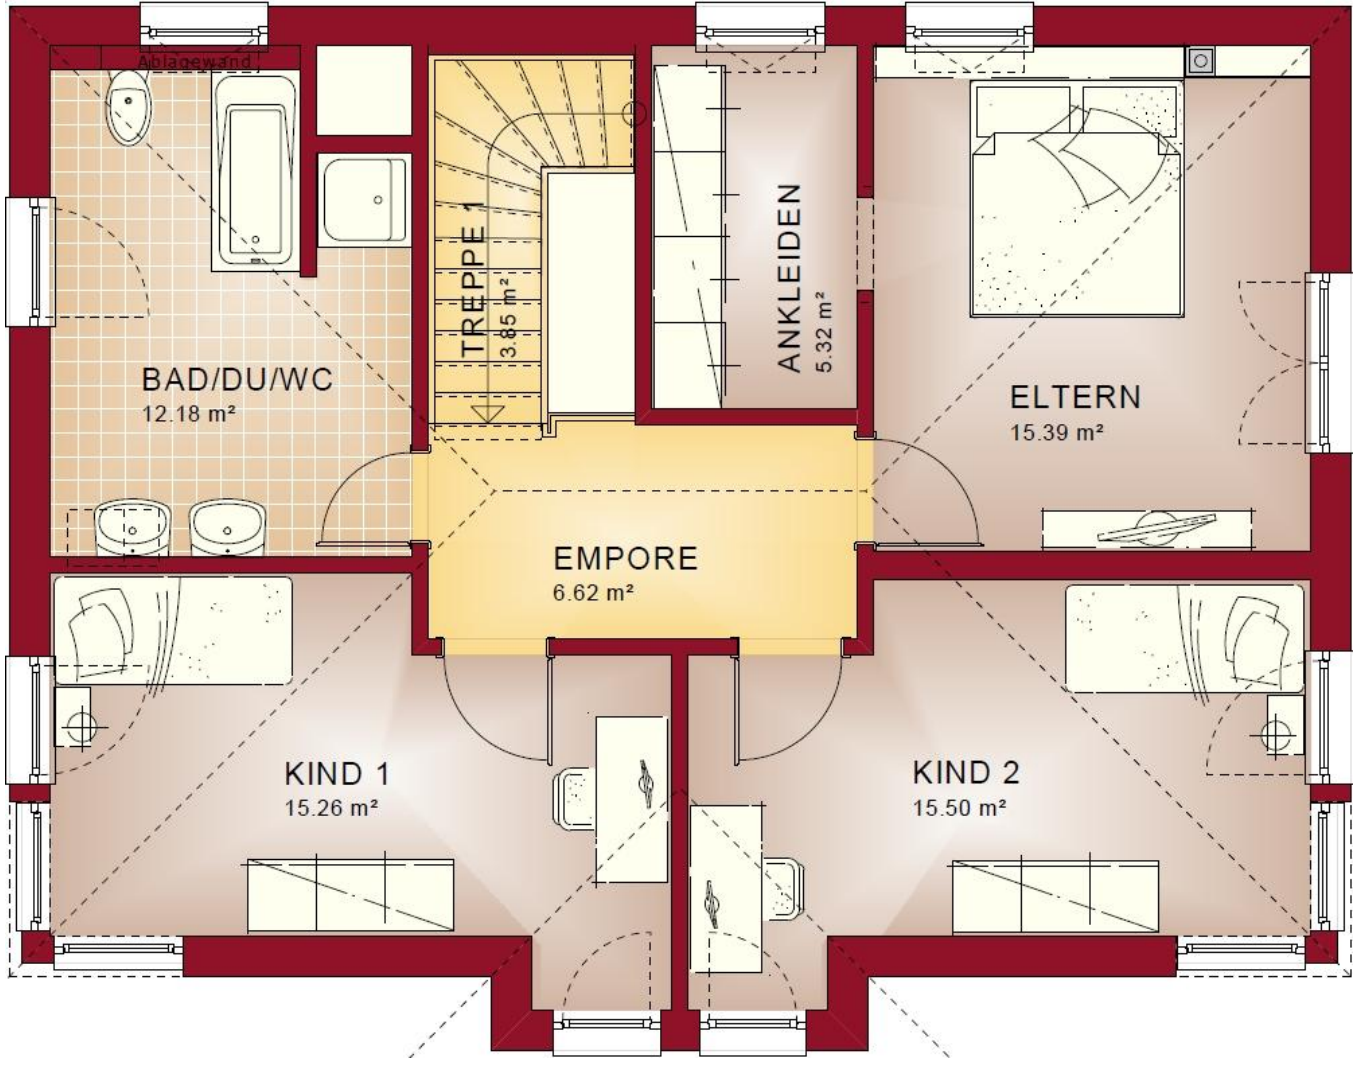 Ablagewand
TREPPE 1
3.85 m²
ANKLEIDEN
5.32 m²
BAD/DU/WC
12.18 m²
ELTERN
15.39 m²
EMPORE
6.62 m²
KIND 1
15.26 m²
KIND 2
15.50 m²